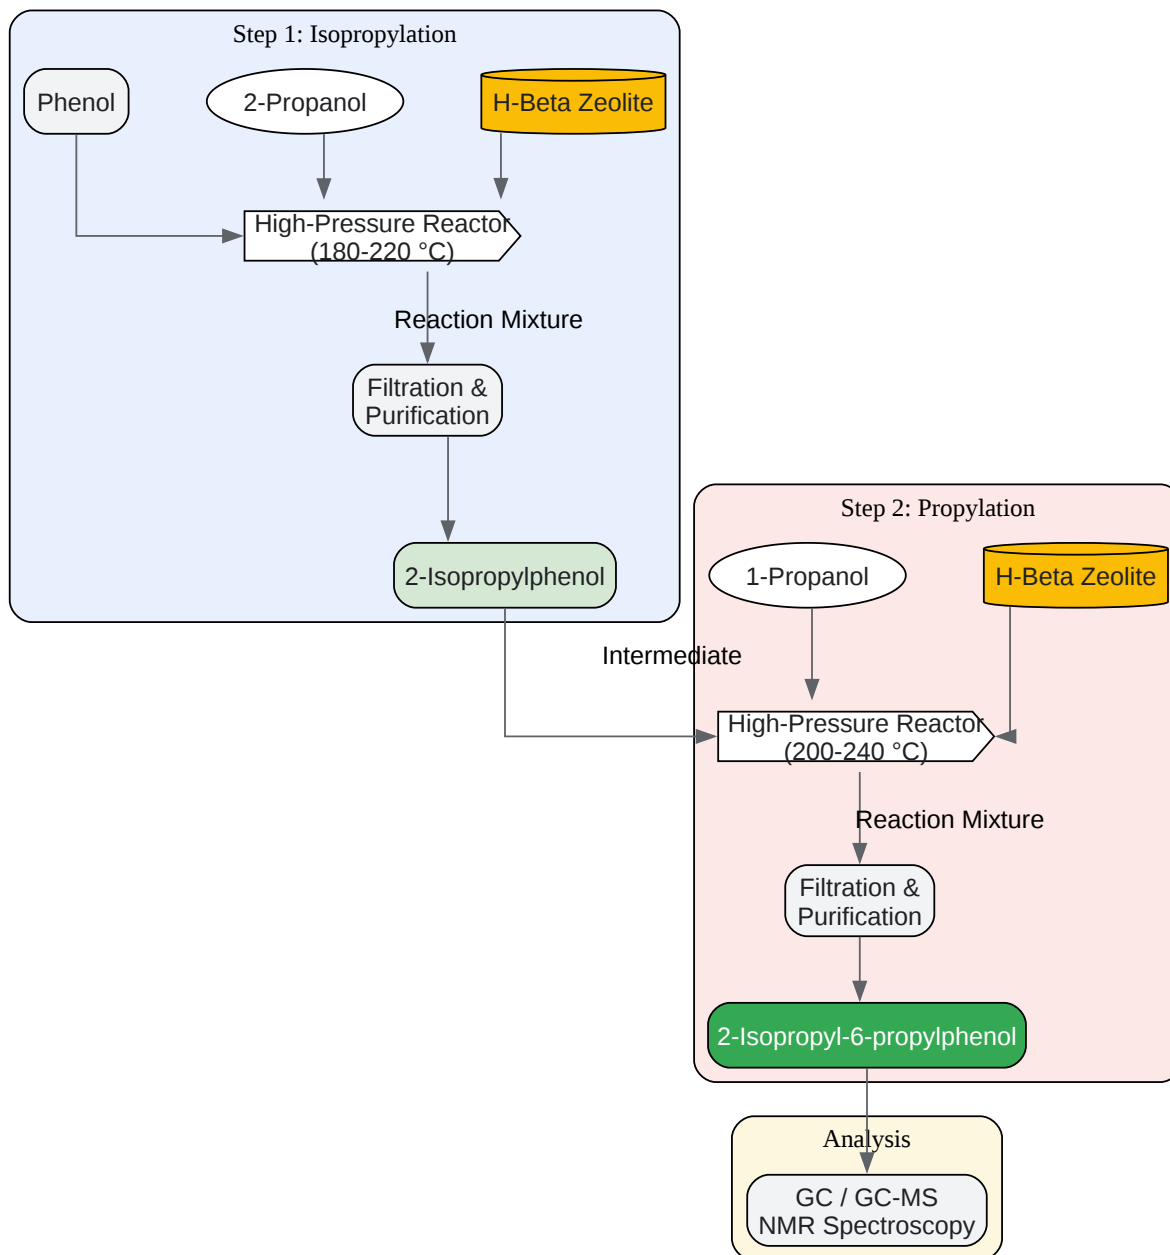 Step 1: Isopropylation
Phenol
2-Propanol
H-Beta Zeolite
High-Pressure Reactor
(180-220 °C)
Reaction Mixture
Filtration &
Purification
2-Isopropylphenol
Intermediate
Step 2: Propylation
1-Propanol
H-Beta Zeolite
High-Pressure Reactor
(200-240 °C)
Reaction Mixture
Filtration &
Purification
2-Isopropyl-6-propylphenol
Analysis
GC / GC-MS
NMR Spectroscopy